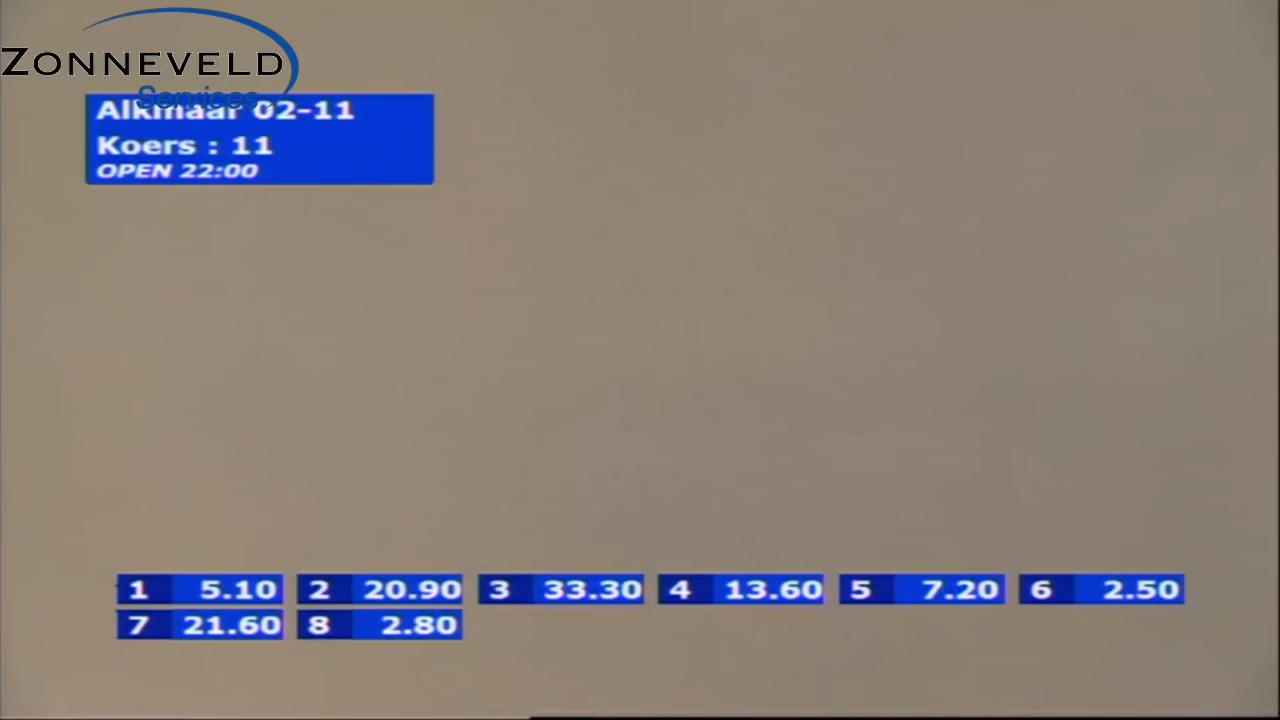 ZONNEVELD
Services
Alkmaar 02-11
Koers : 11
OPEN 22:00
1 5.10 2 20.90 3 33.30 4 13.60 5 7.20 6 2.50
7 21.60 8 2.80